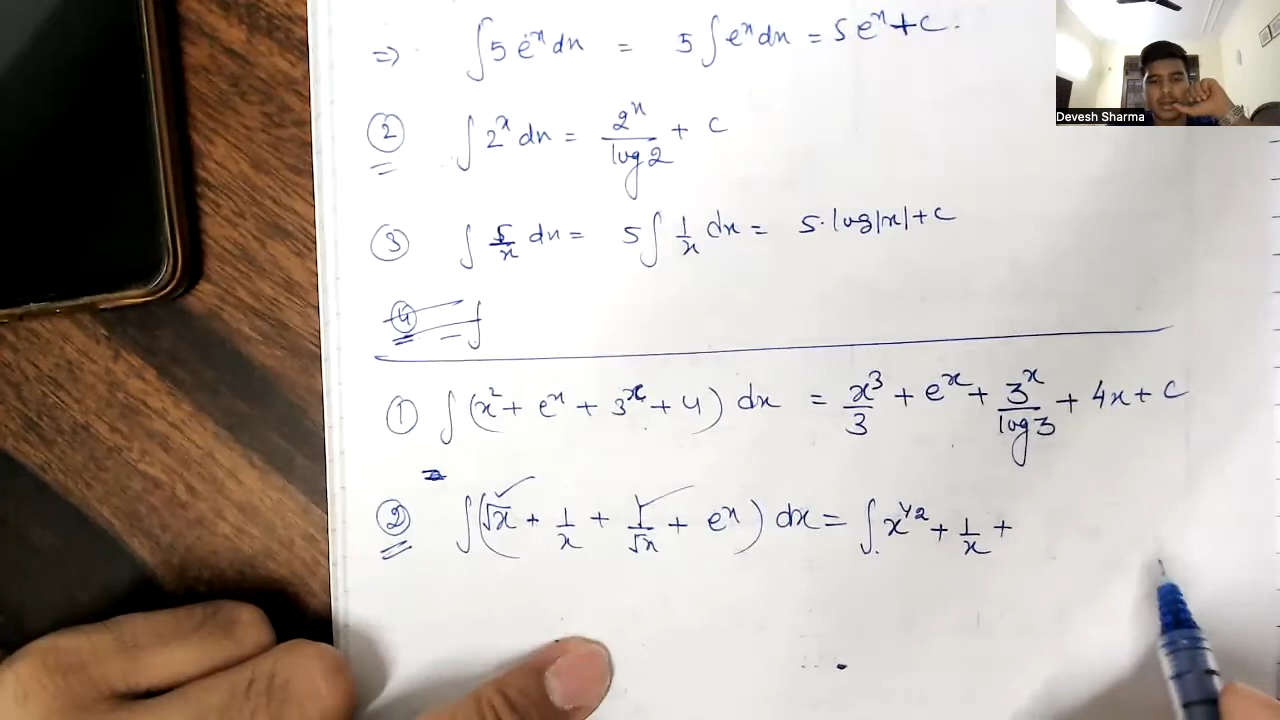 ⇒ ∫5 eˣ dx = 5 ∫eˣ dx = 5 eˣ + C.
Devesh Sharma
② ∫ 2ˣ dx = 2ˣ/log 2 + C
③ ∫ 5/x dx = 5 ∫ 1/x dx = 5·log|x| + C
④ = ∫
① ∫ (x² + eˣ + 3ˣ + 4) dx = x³/3 + eˣ + 3ˣ/log 3 + 4x + C
② ∫ (√x + 1/x + 1/√x + eˣ) dx = ∫ x^1/2 + 1/x +